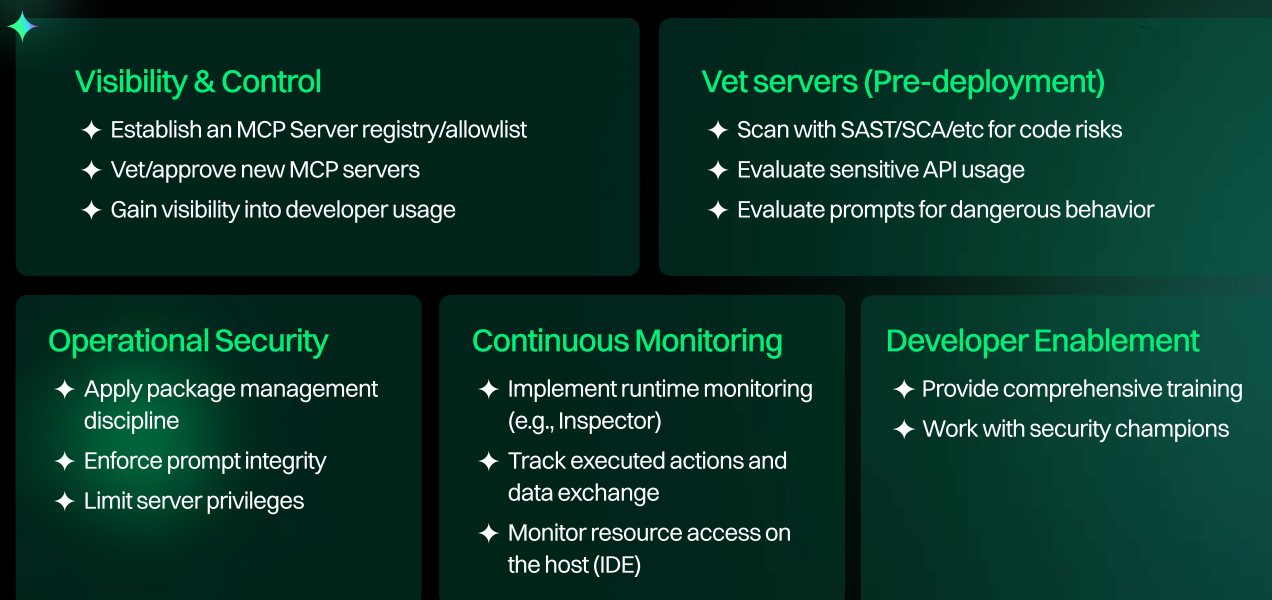 Visibility & Control
Establish an MCP Server registry/allowlist
Vet/approve new MCP servers
Gain visibility into developer usage
Vet servers (Pre-deployment)
Scan with SAST/SCA/etc for code risks
Evaluate sensitive API usage
Evaluate prompts for dangerous behavior
Operational Security
Apply package management
discipline
Enforce prompt integrity
Limit server privileges
Continuous Monitoring
Implement runtime monitoring
(e.g., Inspector)
Track executed actions and
data exchange
Monitor resource access on
the host (IDE)
Developer Enablement
Provide comprehensive training
Work with security champions